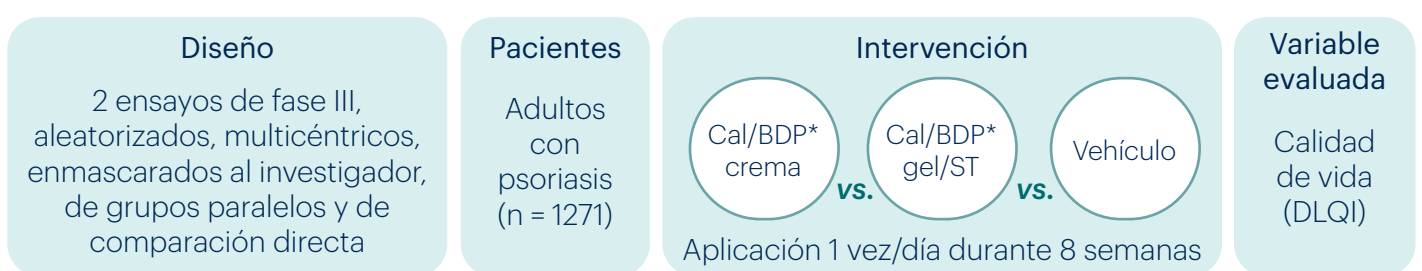 Diseño
2 ensayos de fase III,
aleatorizados, multicéntricos,
enmascarados al investigador,
de grupos paralelos y de
comparación directa
Pacientes
Adultos
con
psoriasis
(n = 1271)
Intervención
Cal/BDP*
crema
vs.
Cal/BDP*
gel/ST
vs.
Vehículo
Aplicación 1 vez/día durante 8 semanas
Variable
evaluada
Calidad
de vida
(DLQI)